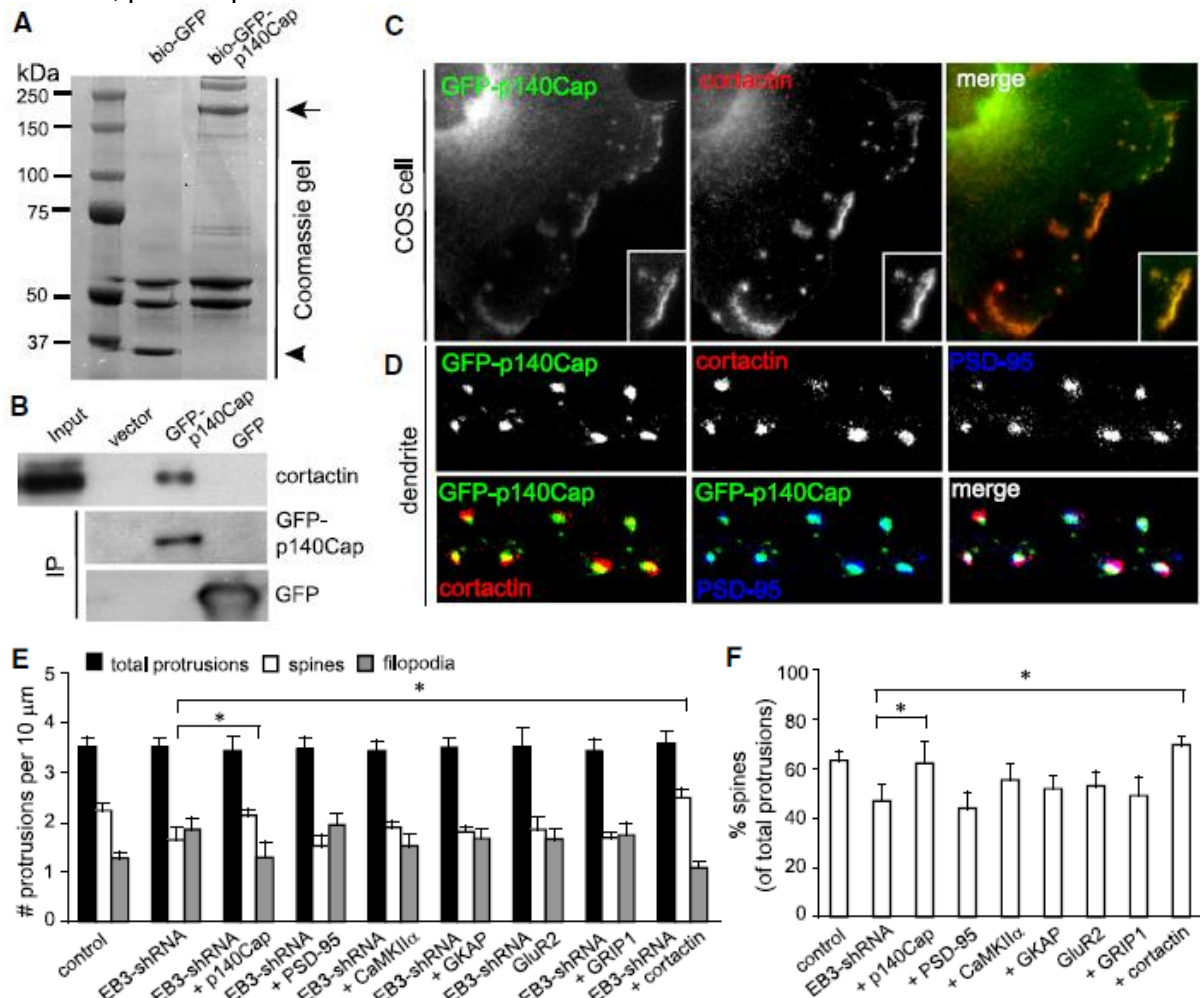 A
bio-GFP
bio-GFP-
p140Cap
kDa
250
150
100
75
50
37
Coomassie gel
B
Input
vector
GFP-
p140Cap
GFP
cortactin
GFP-
p140Cap
GFP
IP
C
COS cell
GFP-p140Cap
cortactin
merge
D
dendrite
GFP-p140Cap
cortactin
PSD-95
GFP-p140Cap
cortactin
GFP-p140Cap
PSD-95
merge
E
total protrusions
spines
filopodia
# protrusions per 10 μm
5
4
3
2
1
0
*
*
control
EB3-shRNA
EB3-shRNA
+ p140Cap
EB3-shRNA
+ PSD-95
EB3-shRNA
+ CaMKIIα
EB3-shRNA
+ GKAP
EB3-shRNA
GluR2
EB3-shRNA
+ GRIP1
EB3-shRNA
+ cortactin
F
% spines
(of total protrusions)
100
80
60
40
20
0
*
*
control
EB3-shRNA
+ p140Cap
+ PSD-95
+ CaMKIIα
+ GKAP
GluR2
+ GRIP1
+ cortactin